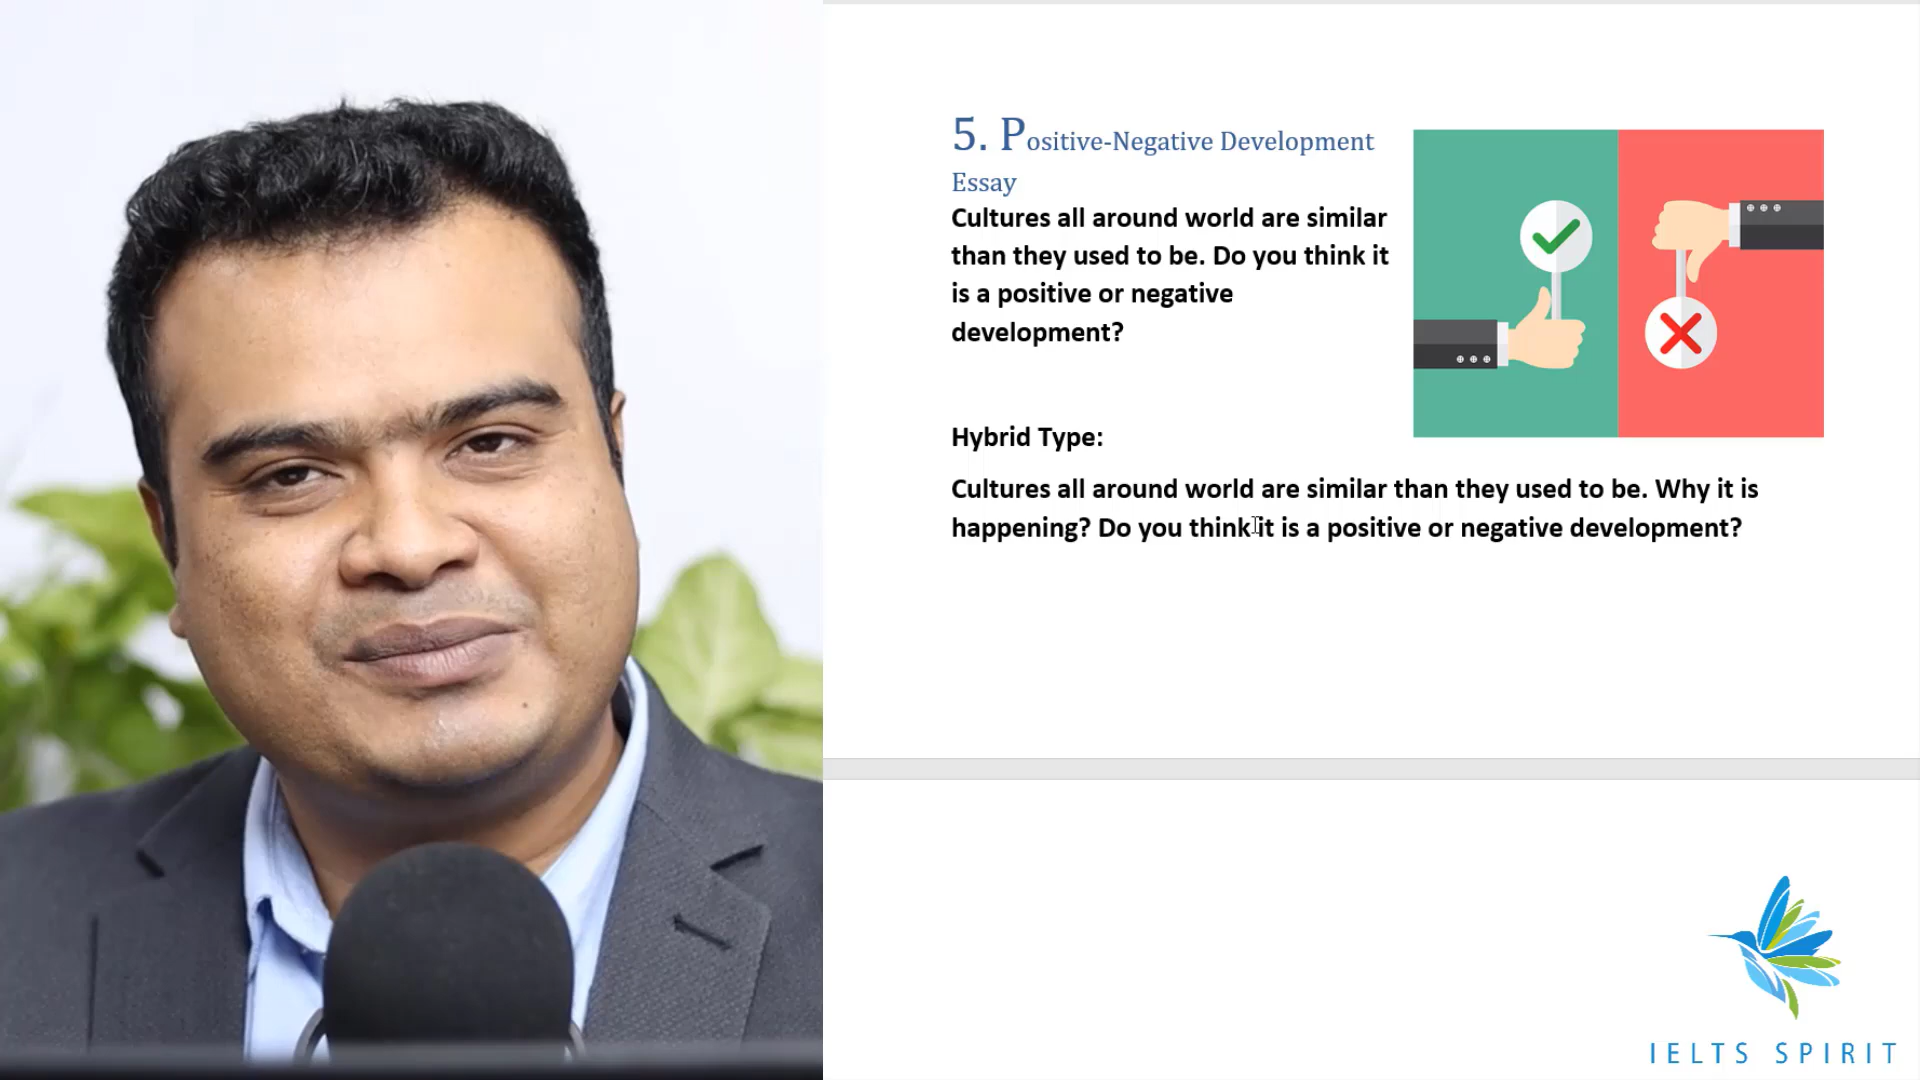 5. Positive-Negative Development
Essay
Cultures all around world are similar
than they used to be. Do you think it
is a positive or negative
development?
Hybrid Type:
Cultures all around world are similar than they used to be. Why it is
happening? Do you think it is a positive or negative development?
IELTS SPIRIT